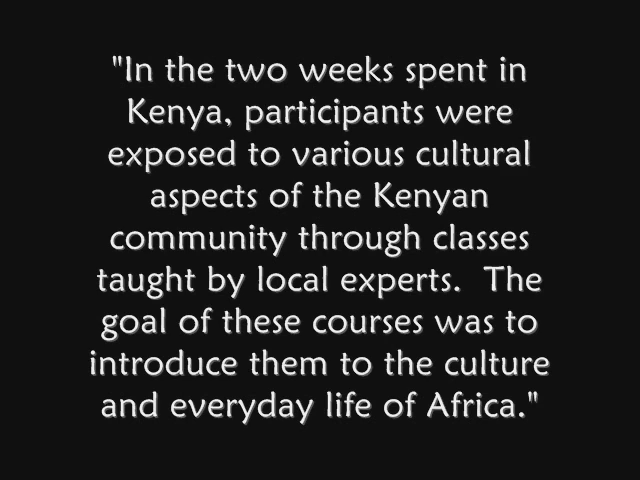 "In the two weeks spent in
Kenya, participants were
exposed to various cultural
aspects of the Kenyan
community through classes
taught by local experts.  The
goal of these courses was to
introduce them to the culture
and everyday life of Africa."